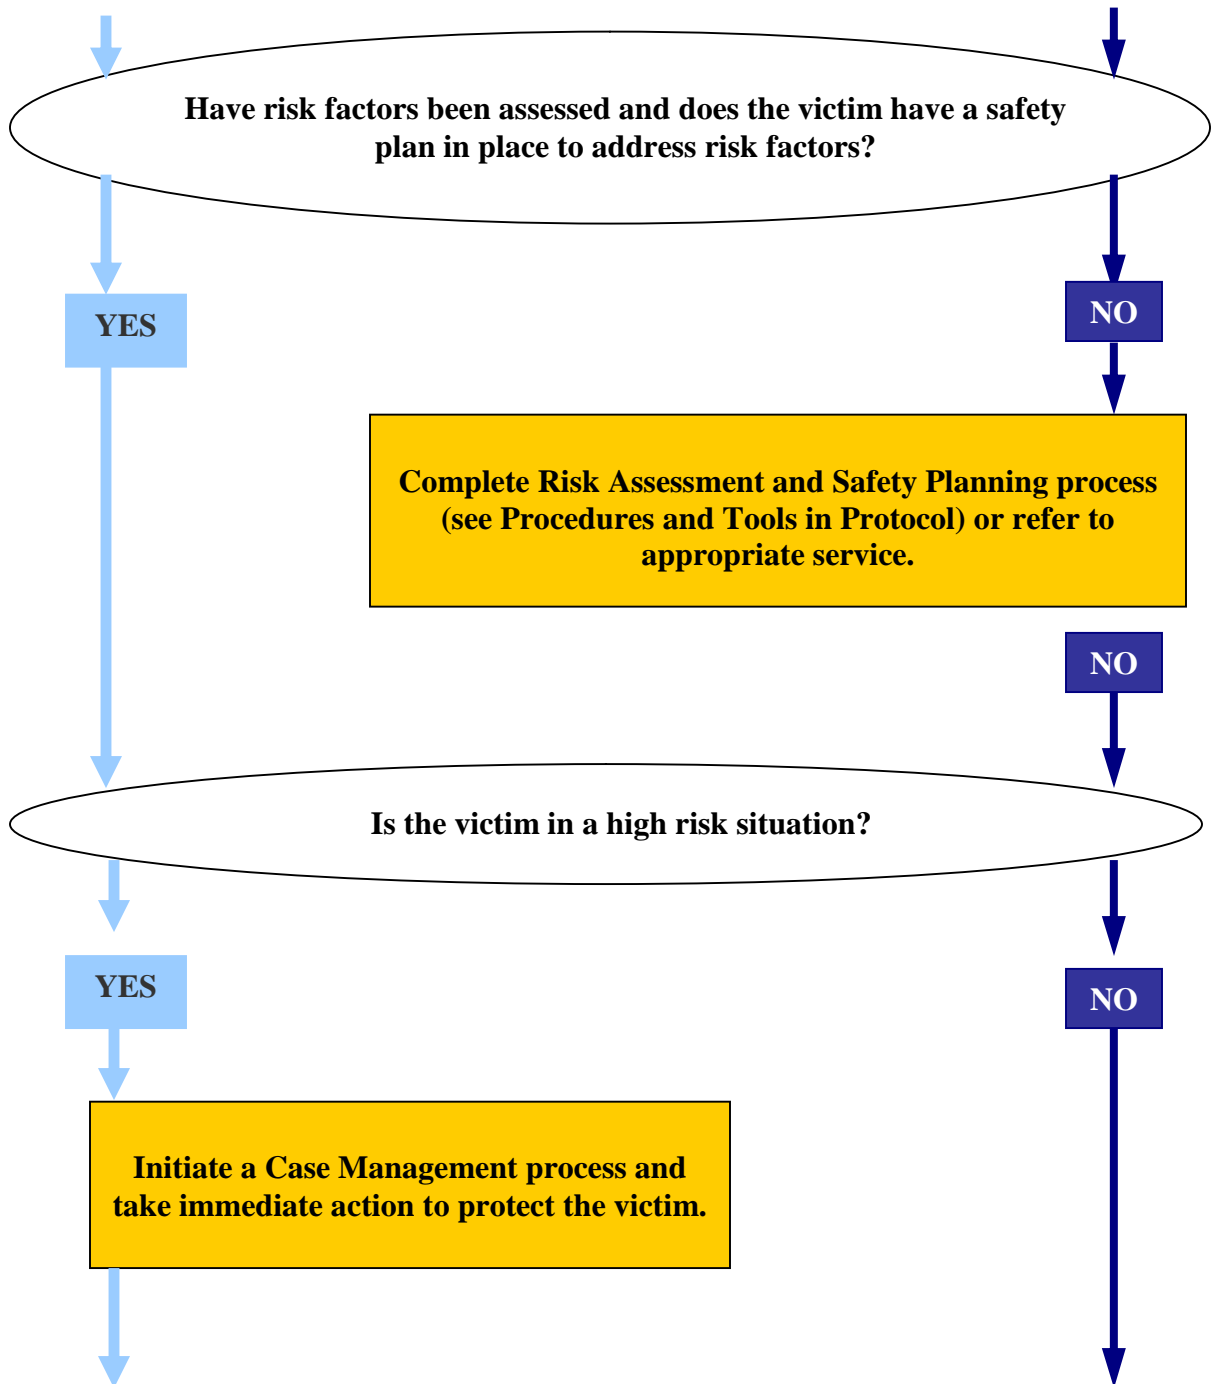 Have risk factors been assessed and does the victim have a safety
plan in place to address risk factors?
YES
NO
Complete Risk Assessment and Safety Planning process
(see Procedures and Tools in Protocol) or refer to
appropriate service.
NO
Is the victim in a high risk situation?
YES
NO
Initiate a Case Management process and
take immediate action to protect the victim.